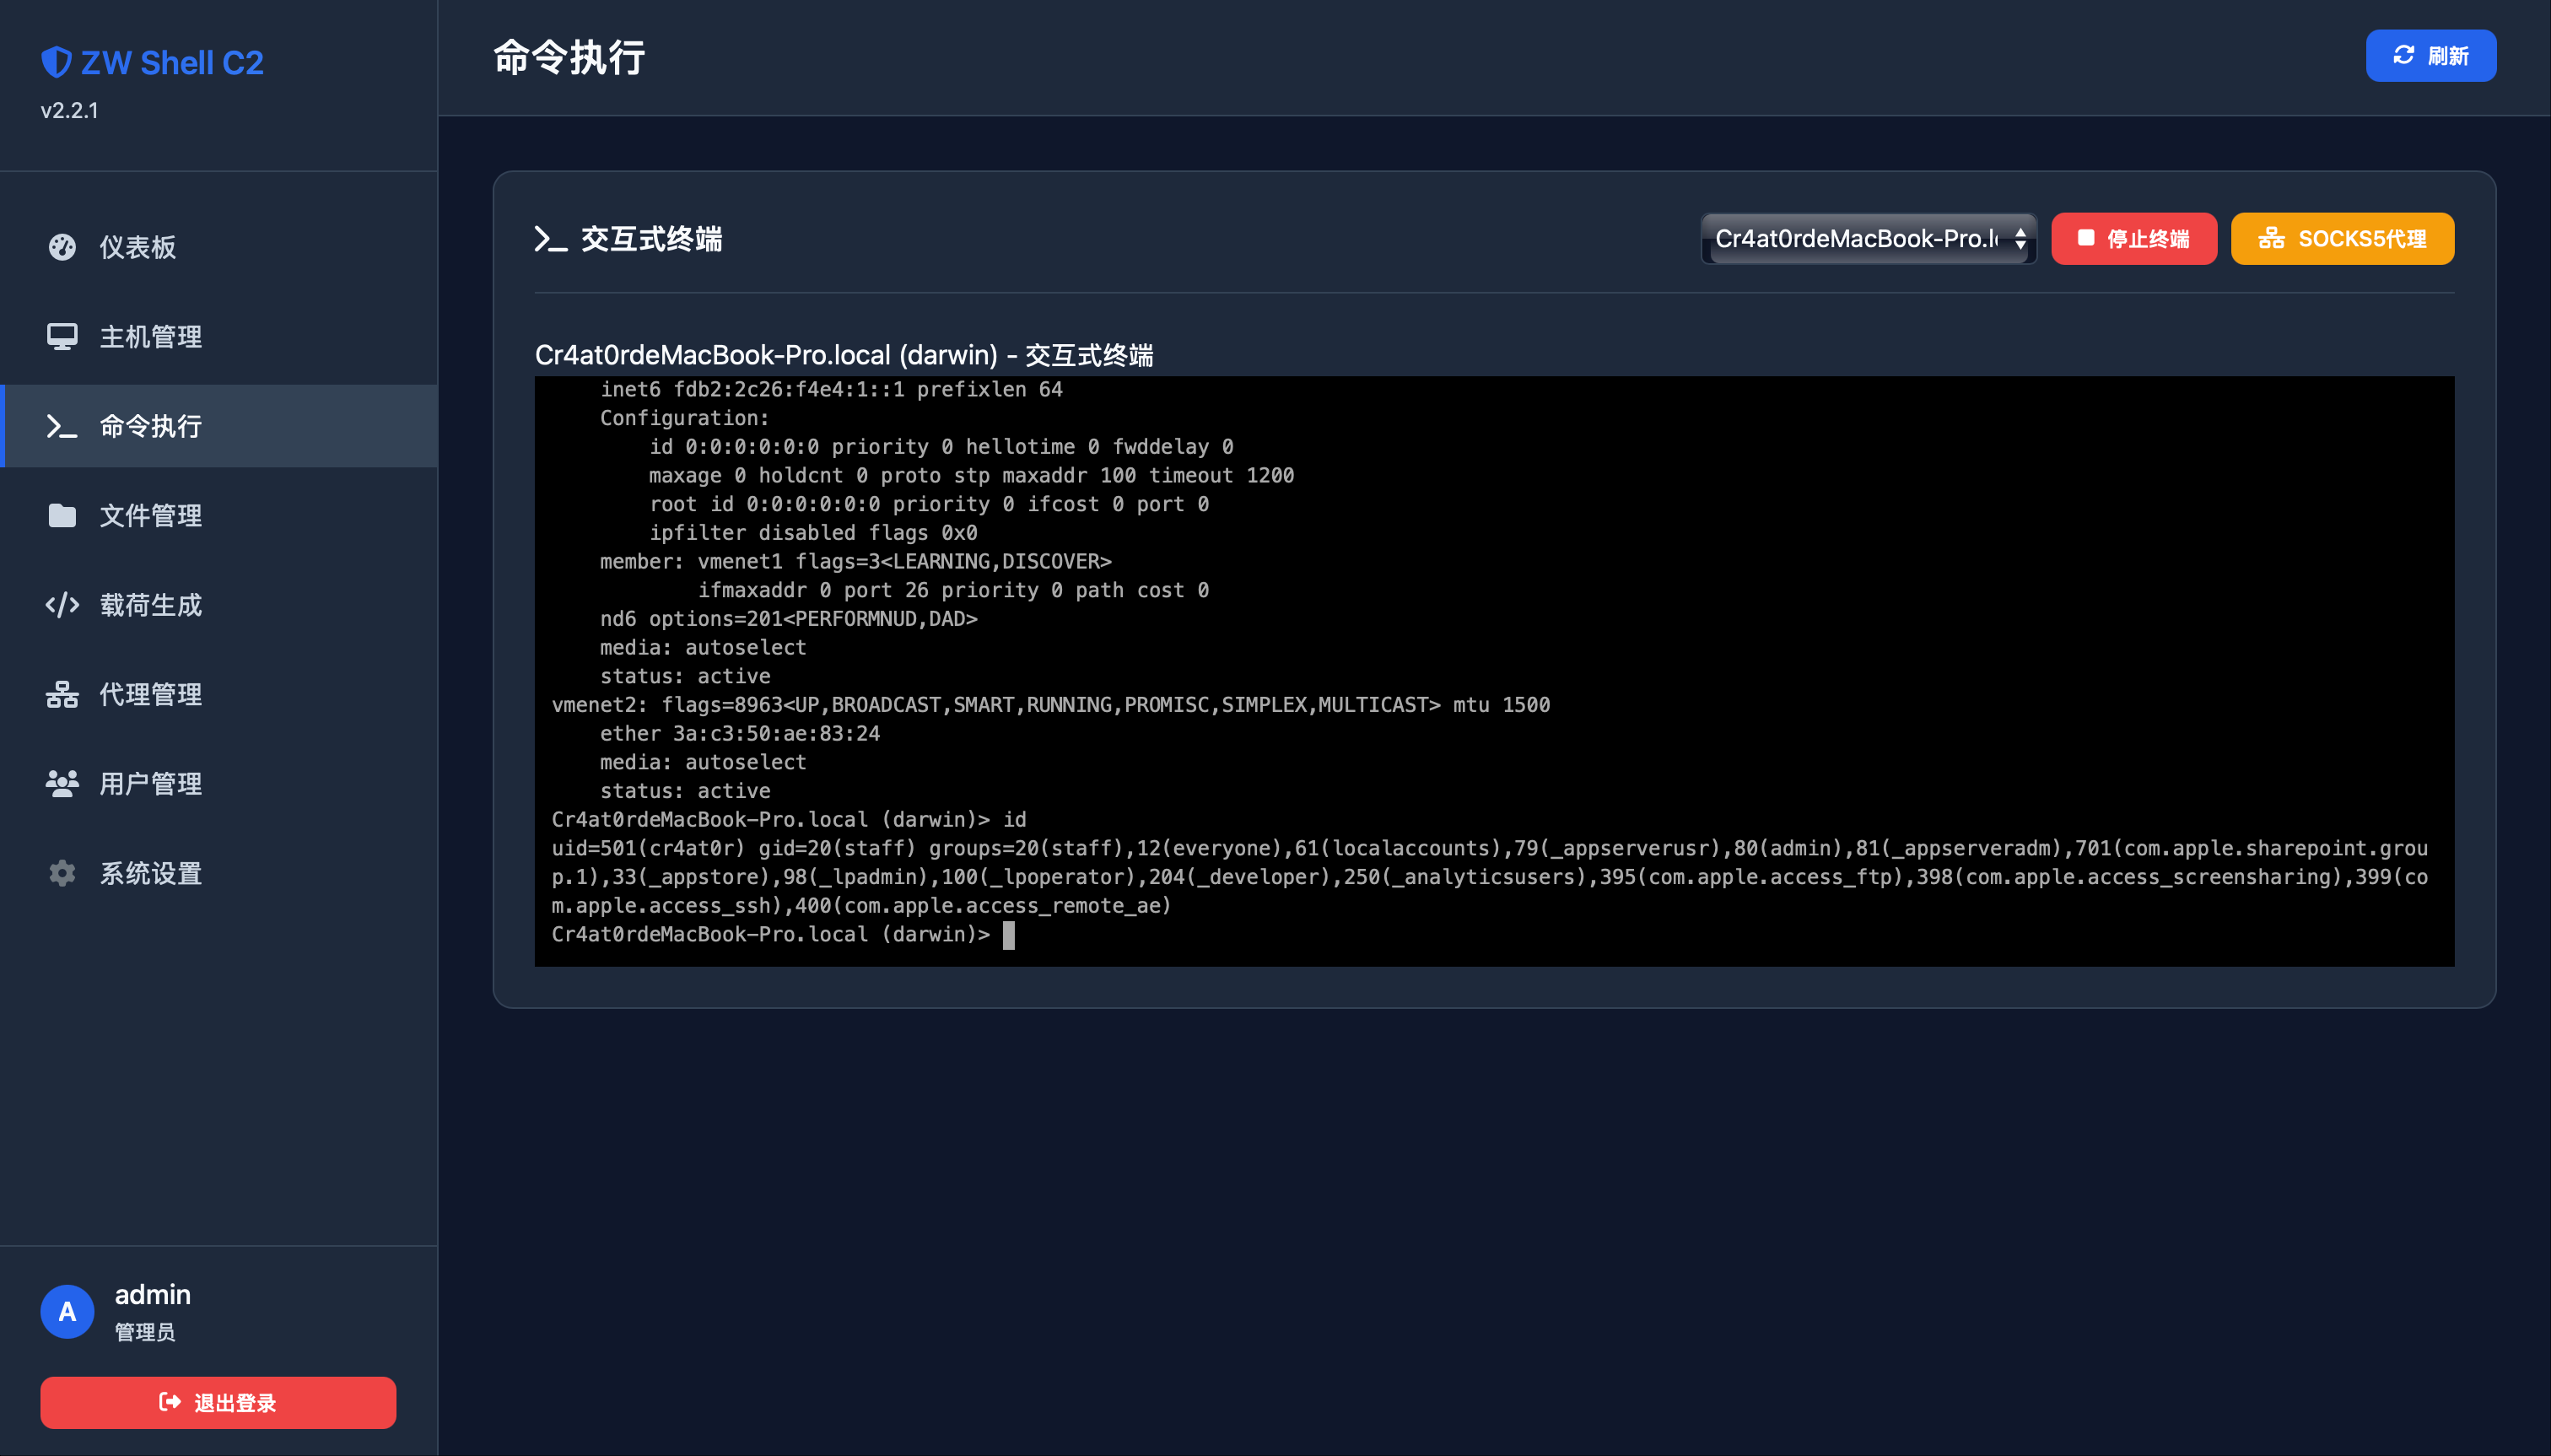 ZW Shell C2
v2.2.1
仪表板
主机管理
命令执行
文件管理
载荷生成
代理管理
用户管理
系统设置
A
admin
管理员
退出登录
命令执行
刷新
交互式终端
Cr4at0rdeMacBook-Pro.l
停止终端
SOCKS5代理
Cr4at0rdeMacBook-Pro.local (darwin) - 交互式终端
inet6 fdb2:2c26:f4e4:1::1 prefixlen 64
Configuration:
id 0:0:0:0:0:0 priority 0 hellotime 0 fwddelay 0
maxage 0 holdcnt 0 proto stp maxaddr 100 timeout 1200
root id 0:0:0:0:0:0 priority 0 ifcost 0 port 0
ipfilter disabled flags 0x0
member: vmenet1 flags=3<LEARNING,DISCOVER>
ifmaxaddr 0 port 26 priority 0 path cost 0
nd6 options=201<PERFORMNUD,DAD>
media: autoselect
status: active
vmenet2: flags=8963<UP,BROADCAST,SMART,RUNNING,PROMISC,SIMPLEX,MULTICAST> mtu 1500
ether 3a:c3:50:ae:83:24
media: autoselect
status: active
Cr4at0rdeMacBook-Pro.local (darwin)> id
uid=501(cr4at0r) gid=20(staff) groups=20(staff),12(everyone),61(localaccounts),79(_appserverusr),80(admin),81(_appserveradm),701(com.apple.sharepoint.grou
p.1),33(_appstore),98(_lpadmin),100(_lpoperator),204(_developer),250(_analyticsusers),395(com.apple.access_ftp),398(com.apple.access_screensharing),399(co
m.apple.access_ssh),400(com.apple.access_remote_ae)
Cr4at0rdeMacBook-Pro.local (darwin)>